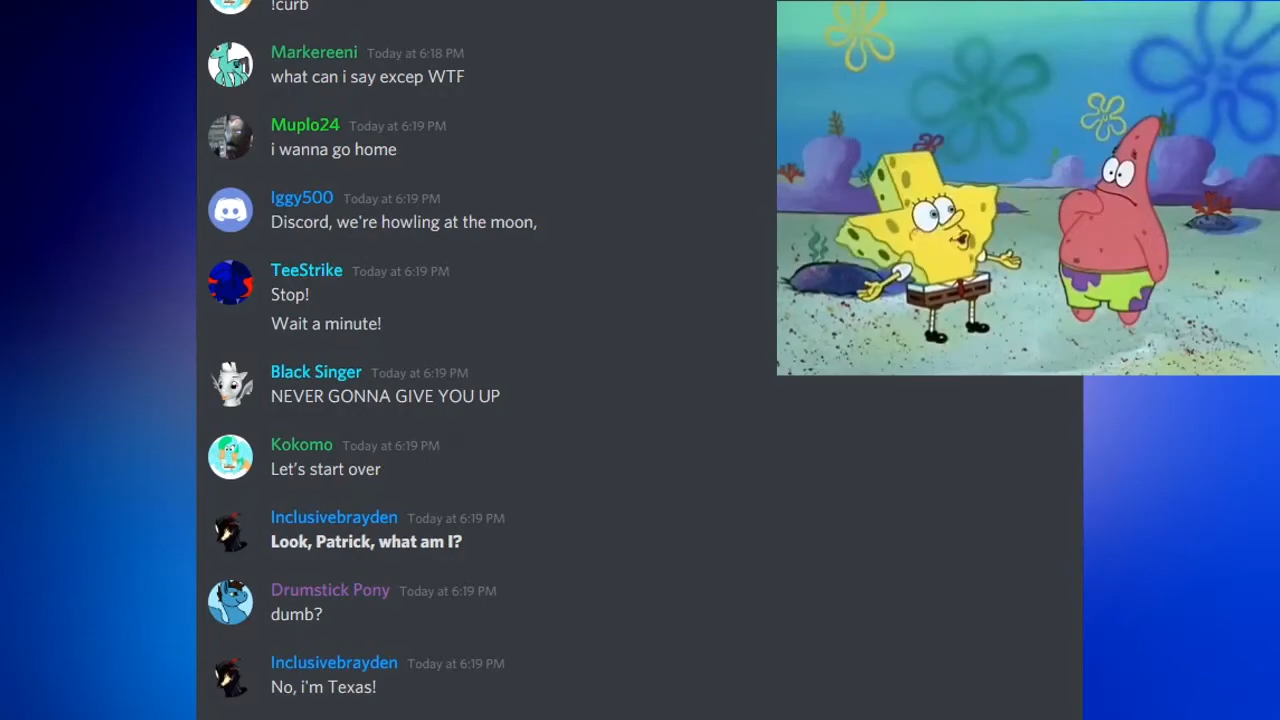 !curb
Markereeni Today at 6:18 PM
what can i say excep WTF
Muplo24 Today at 6:19 PM
i wanna go home
Iggy500 Today at 6:19 PM
Discord, we're howling at the moon,
TeeStrike Today at 6:19 PM
Stop!
Wait a minute!
Black Singer Today at 6:19 PM
NEVER GONNA GIVE YOU UP
Kokomo Today at 6:19 PM
Let's start over
Inclusivebrayden Today at 6:19 PM
Look, Patrick, what am I?
Drumstick Pony Today at 6:19 PM
dumb?
Inclusivebrayden Today at 6:19 PM
No, i'm Texas!